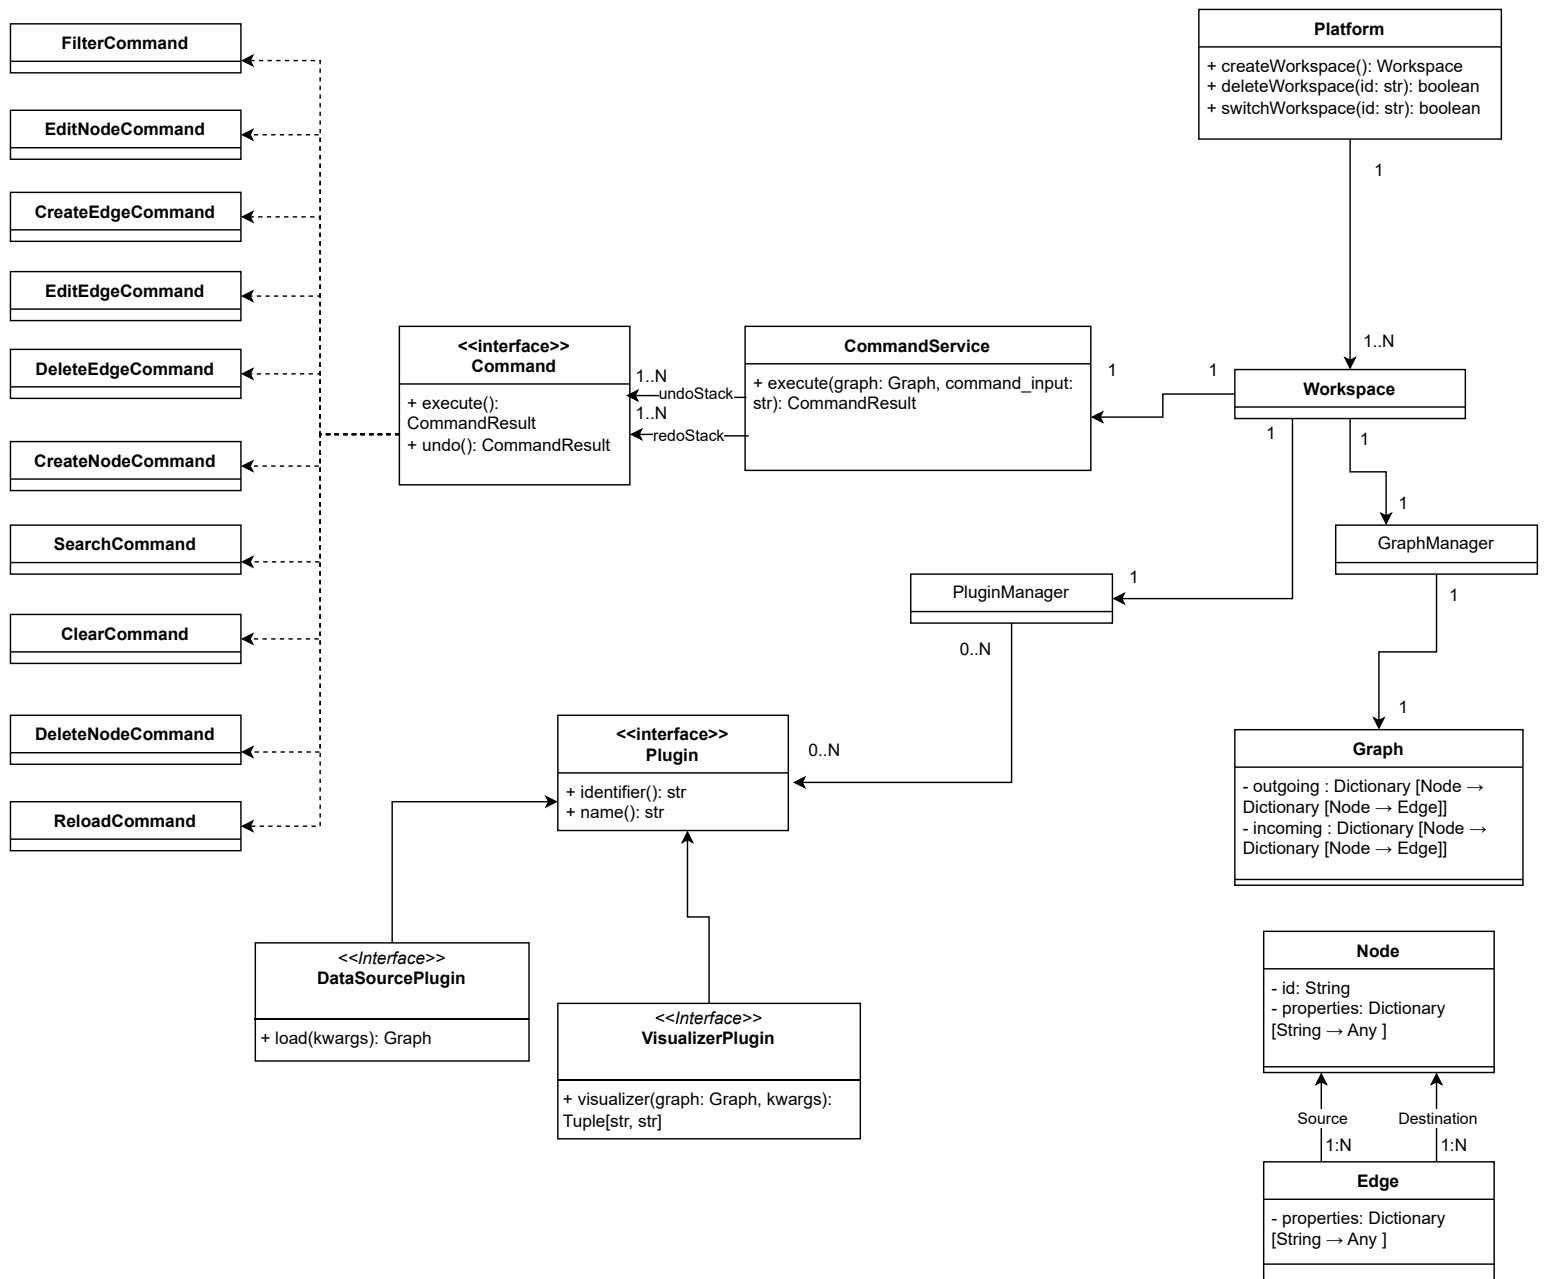 FilterCommand
EditNodeCommand
CreateEdgeCommand
EditEdgeCommand
DeleteEdgeCommand
CreateNodeCommand
SearchCommand
ClearCommand
DeleteNodeCommand
ReloadCommand
<<interface>>
Command
+ execute():
CommandResult
+ undo(): CommandResult
1..N
undoStack
1..N
redoStack
CommandService
+ execute(graph: Graph, command_input:
str): CommandResult
1
1
Platform
+ createWorkspace(): Workspace
+ deleteWorkspace(id: str): boolean
+ switchWorkspace(id: str): boolean
1
1..N
Workspace
1
1
1
GraphManager
1
1
PluginManager
0..N
1
Graph
- outgoing : Dictionary [Node →
Dictionary [Node → Edge]]
- incoming : Dictionary [Node →
Dictionary [Node → Edge]]
<<interface>>
Plugin
+ identifier(): str
+ name(): str
0..N
<<Interface>>
DataSourcePlugin
+ load(kwargs): Graph
<<Interface>>
VisualizerPlugin
+ visualizer(graph: Graph, kwargs):
Tuple[str, str]
Node
- id: String
- properties: Dictionary
[String → Any ]
Source
Destination
1:N
1:N
Edge
- properties: Dictionary
[String → Any ]